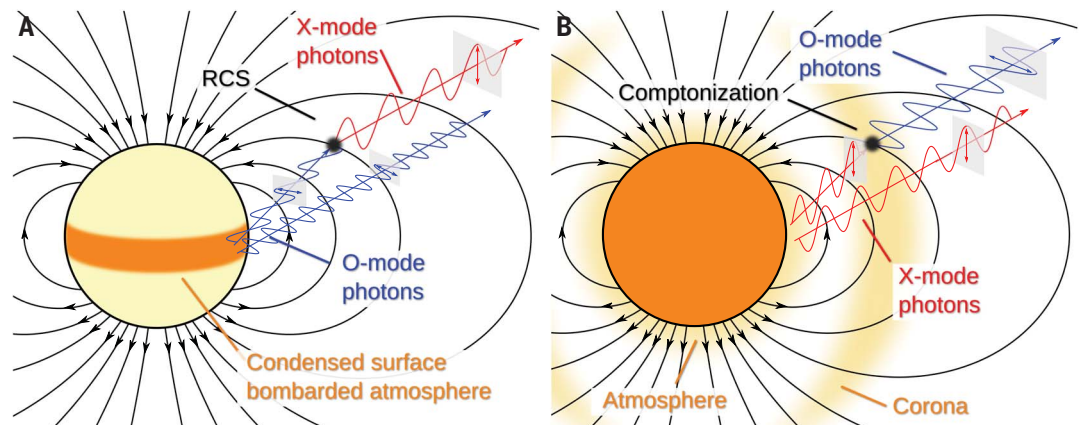 A
X-mode
photons
RCS
O-mode
photons
Condensed surface
bombarded atmosphere
B
O-mode
photons
Comptonization
X-mode
photons
Atmosphere
Corona